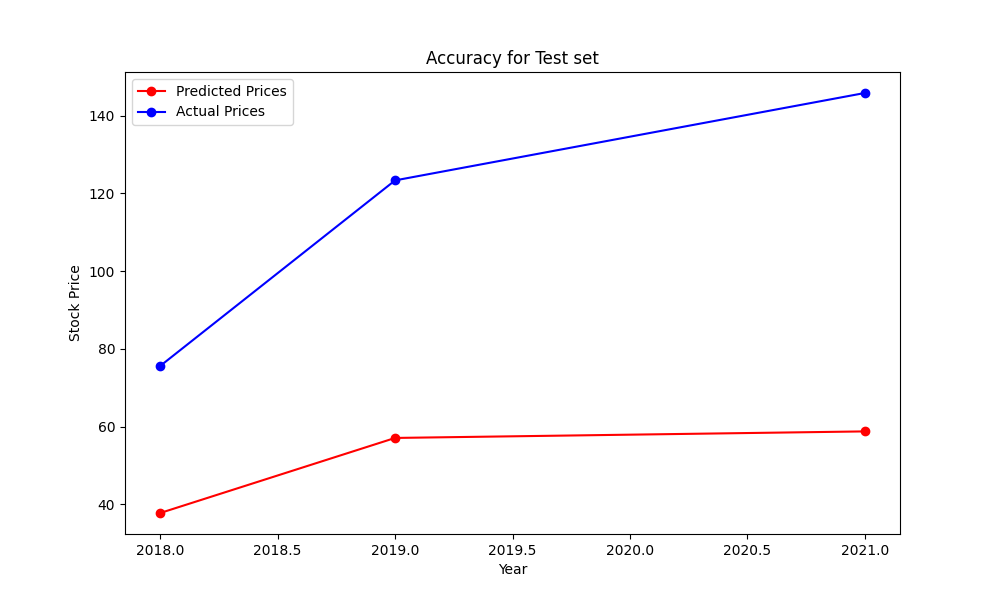 Accuracy for Test set
Predicted Prices
Actual Prices
140
120
100
80
60
40
Stock Price
2018.0 2018.5 2019.0 2019.5 2020.0 2020.5 2021.0
Year